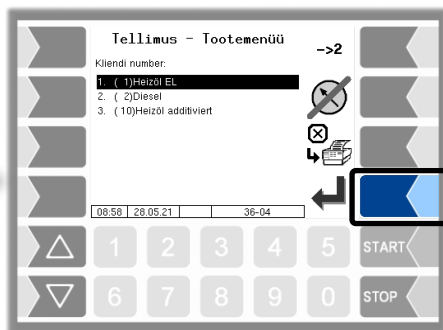 Tellimus - Tootemenüü
->2
Kliendi number:
1. ( 1)Heizöl EL
2. ( 2)Diesel
3. ( 10)Heizöl additiviert
08:58 28.05.21 36-04
1 2 3 4 5 START
6 7 8 9 0 STOP